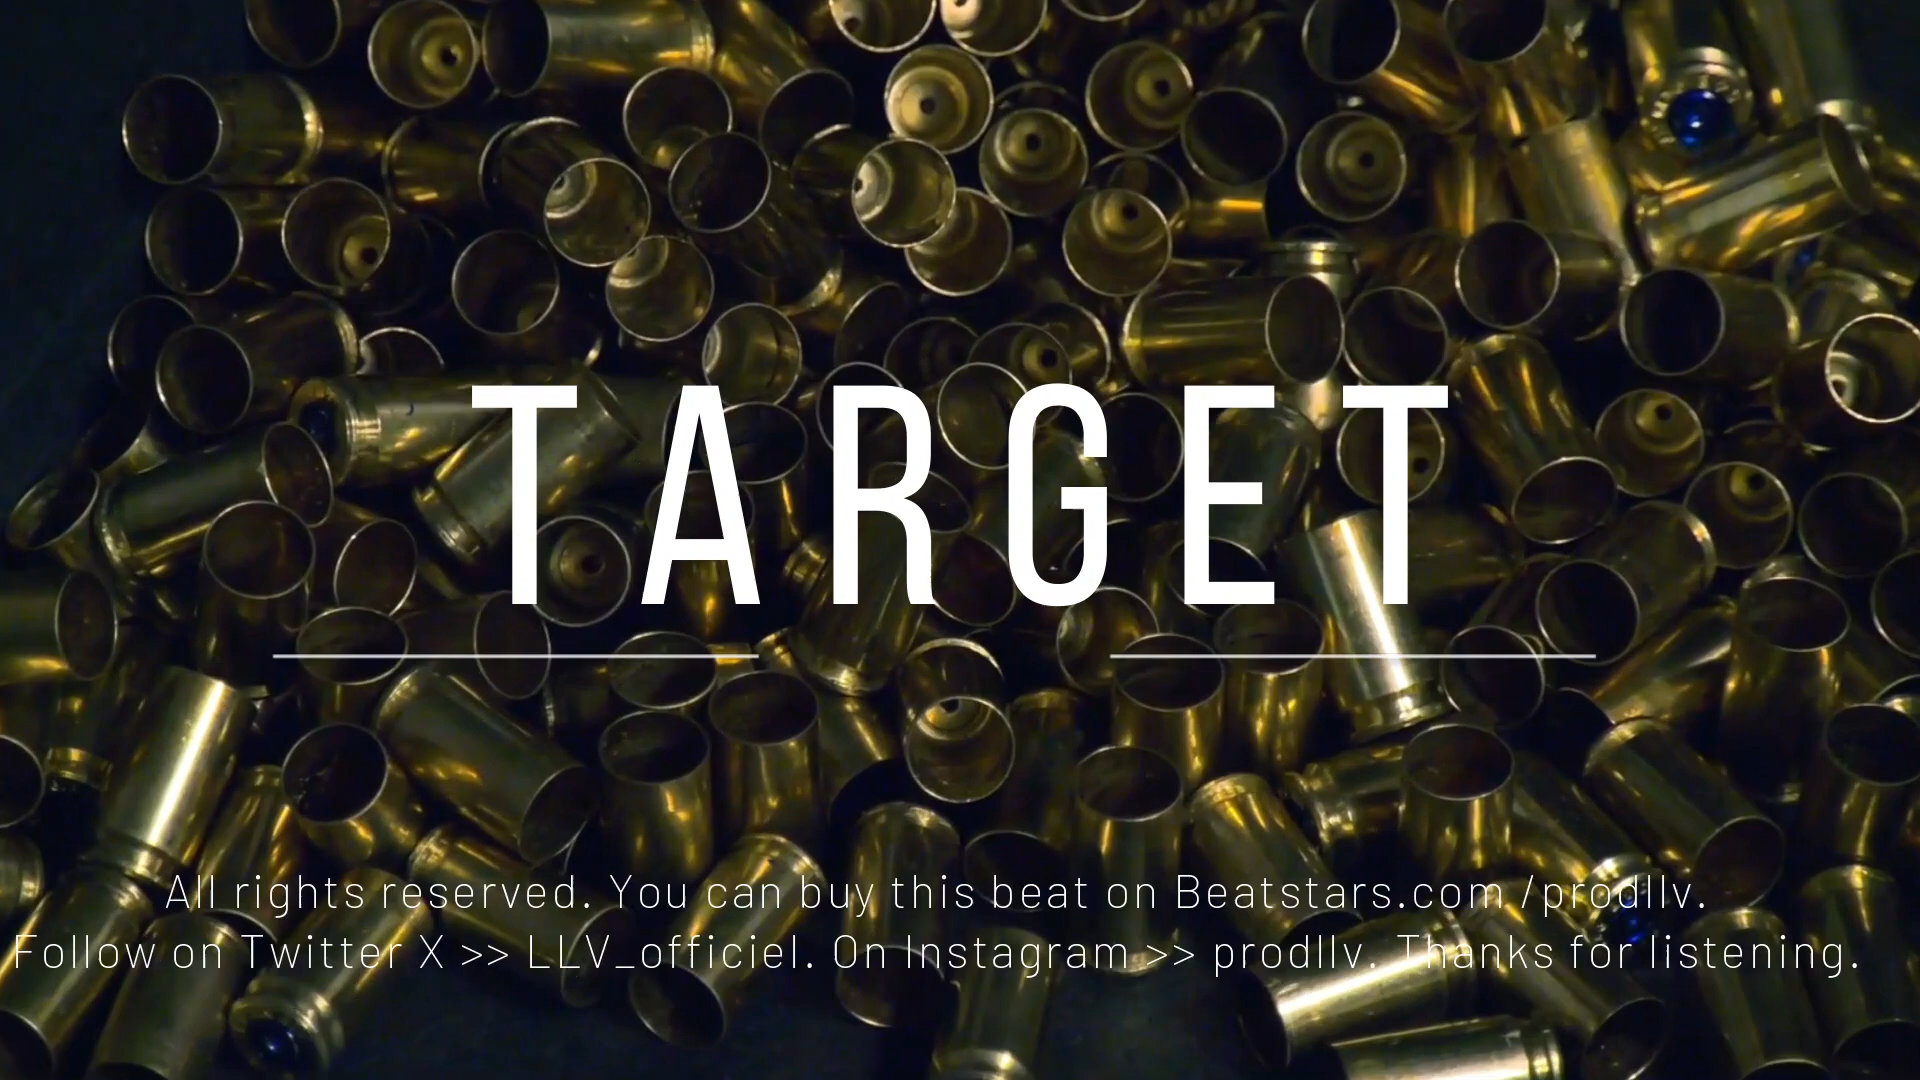 TARGET
All rights reserved. You can buy this beat on Beatstars.com /prodllv.
Follow on Twitter X >> LLV_officiel. On Instagram >> prodllv. Thanks for listening.